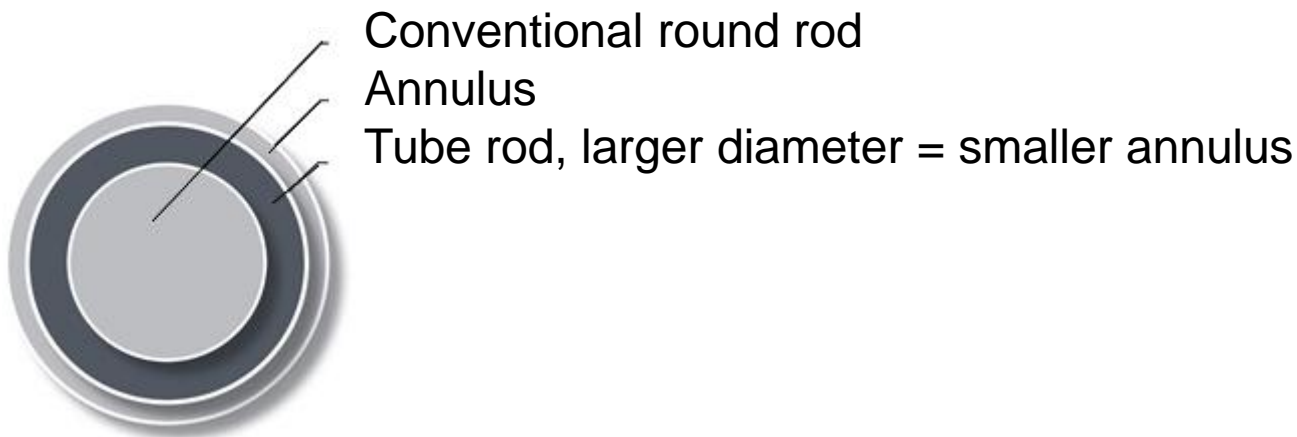 Conventional round rod
Annulus
Tube rod, larger diameter = smaller annulus